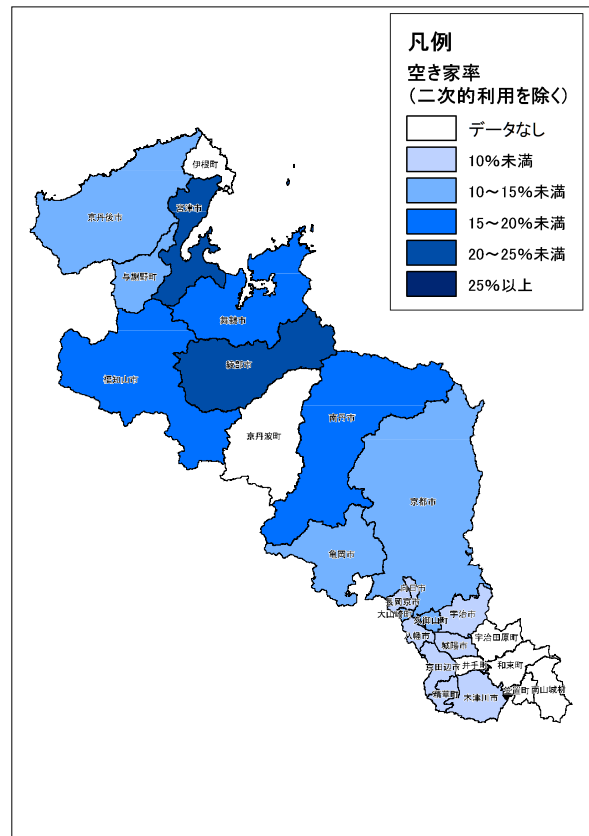 凡例
空き家率
(二次的利用を除く)
データなし
10%未満
10～15%未満
15～20%未満
20～25%未満
25%以上
伊根町
京丹後市
宮津市
与謝野町
舞鶴市
綾部市
福知山市
南丹市
京丹波町
京都市
亀岡市
向日市
長岡京市
大山崎町
久御山町
宇治市
八幡市
城陽市
宇治田原町
京田辺市
井手町
和束町
精華町
木津川市
笠置町
南山城村